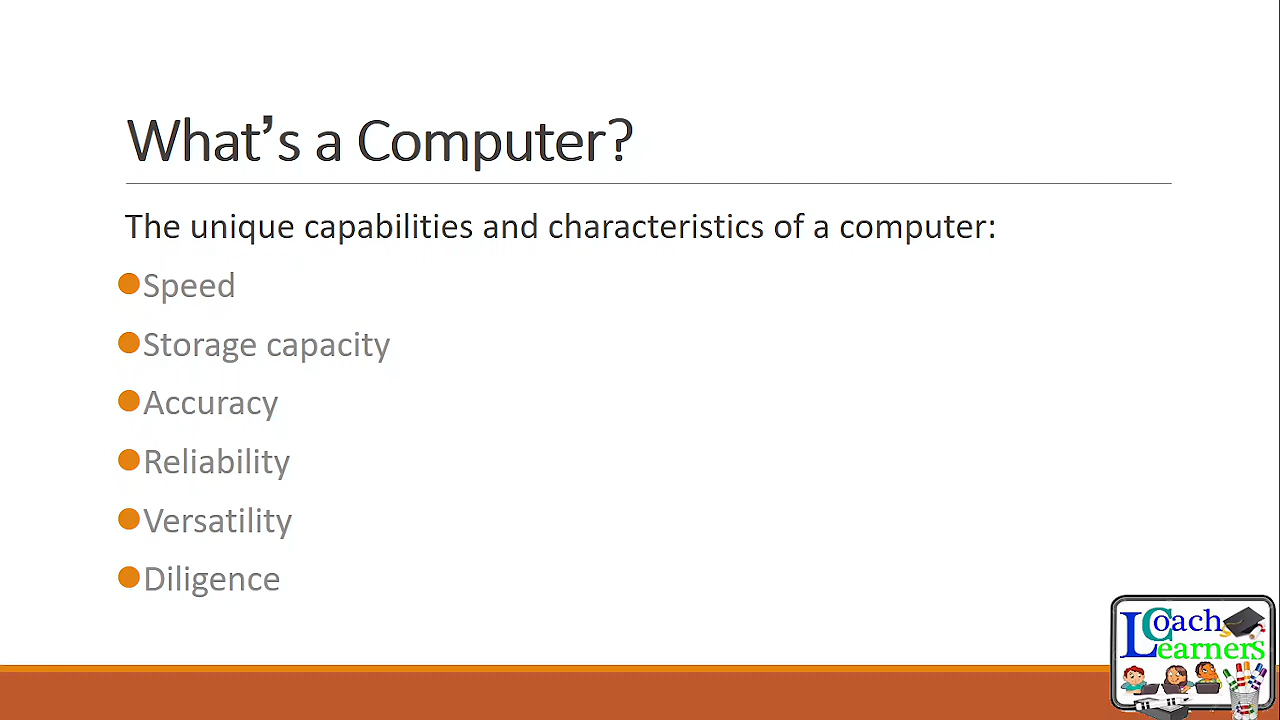 What’s a Computer?
The unique capabilities and characteristics of a computer:
Speed
Storage capacity
Accuracy
Reliability
Versatility
Diligence
Coach
Learners